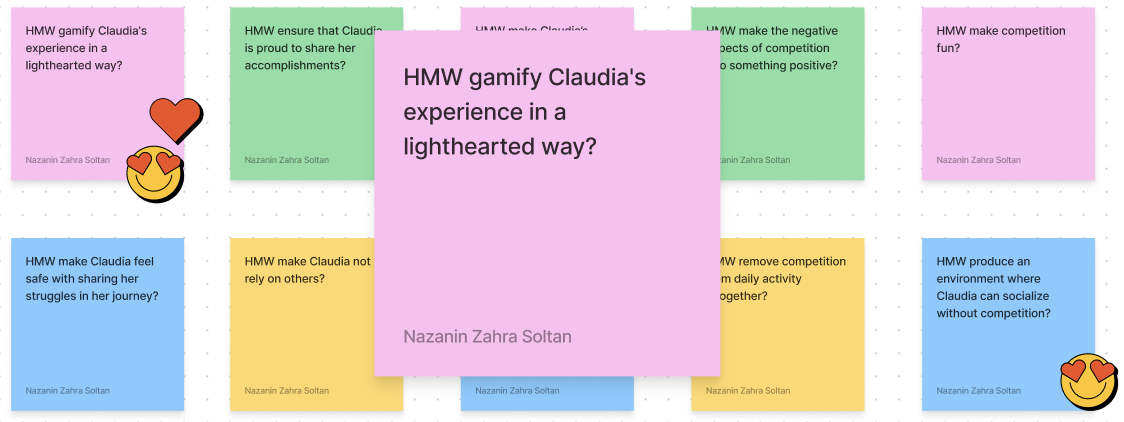 HMW gamify Claudia's
experience in a
lighthearted way?
Nazanin Zahra Soltan
HMW ensure that Claudia
is proud to share her
accomplishments?
Nazanin Zahra Soltan
HMW make Claudia's
HMW gamify Claudia's
experience in a
lighthearted way?
Nazanin Zahra Soltan
HMW make the negative
of competition
something positive?
Soltan
HMW make competition
fun?
Nazanin Zahra Soltan
HMW make Claudia feel
safe with sharing her
struggles in her journey?
Nazanin Zahra Soltan
HMW make Claudia not
rely on others?
Nazanin Zahra Soltan
Nazanin Zahra Soltan
remove competition
daily activity
Nazanin Zahra Soltan
HMW produce an
environment where
Claudia can socialize
without competition?
Nazanin Zahra Soltan